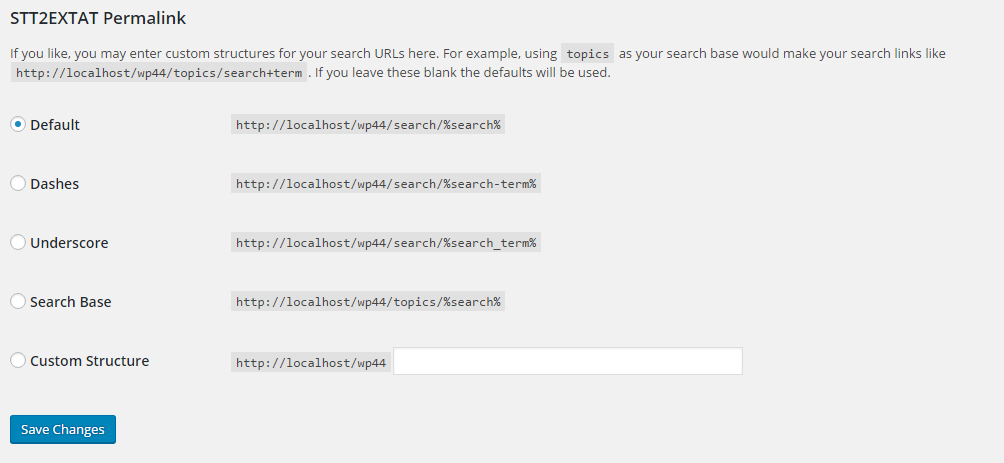 STT2EXTAT Permalink
If you like, you may enter custom structures for your search URLs here. For example, using topics as your search base would make your search links like
http://localhost/wp44/topics/search+term . If you leave these blank the defaults will be used.
Default http://localhost/wp44/search/%search%
Dashes http://localhost/wp44/search/%search-term%
Underscore http://localhost/wp44/search/%search_term%
Search Base http://localhost/wp44/topics/%search%
Custom Structure http://localhost/wp44
Save Changes